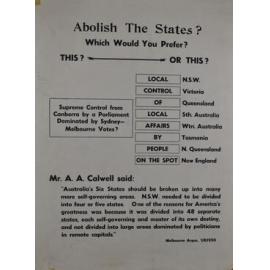 Abolish The States?
Which Would You Prefer?
THIS? OR THIS?
Supreme Control from
Canberra by a Parliament
Dominated by Sydney—
Melbourne Votes?
LOCAL N.S.W.
CONTROL Victoria
OF Queensland
LOCAL Sth. Australia
AFFAIRS Wtn. Australia
BY Tasmania
PEOPLE N. Queensland
ON THE SPOT New England
Mr. A. A. Calwell said:
"Australia's Six States should be broken up into many
more self-governing areas. N.S.W. needed to be divided
into four or five states. One of the reasons for America's
greatness was because it was divided into 48 separate
states, each self-governing and master of its own destiny,
and not divided into large areas dominated by politicians
in remote capitals."
Melbourne Argus,